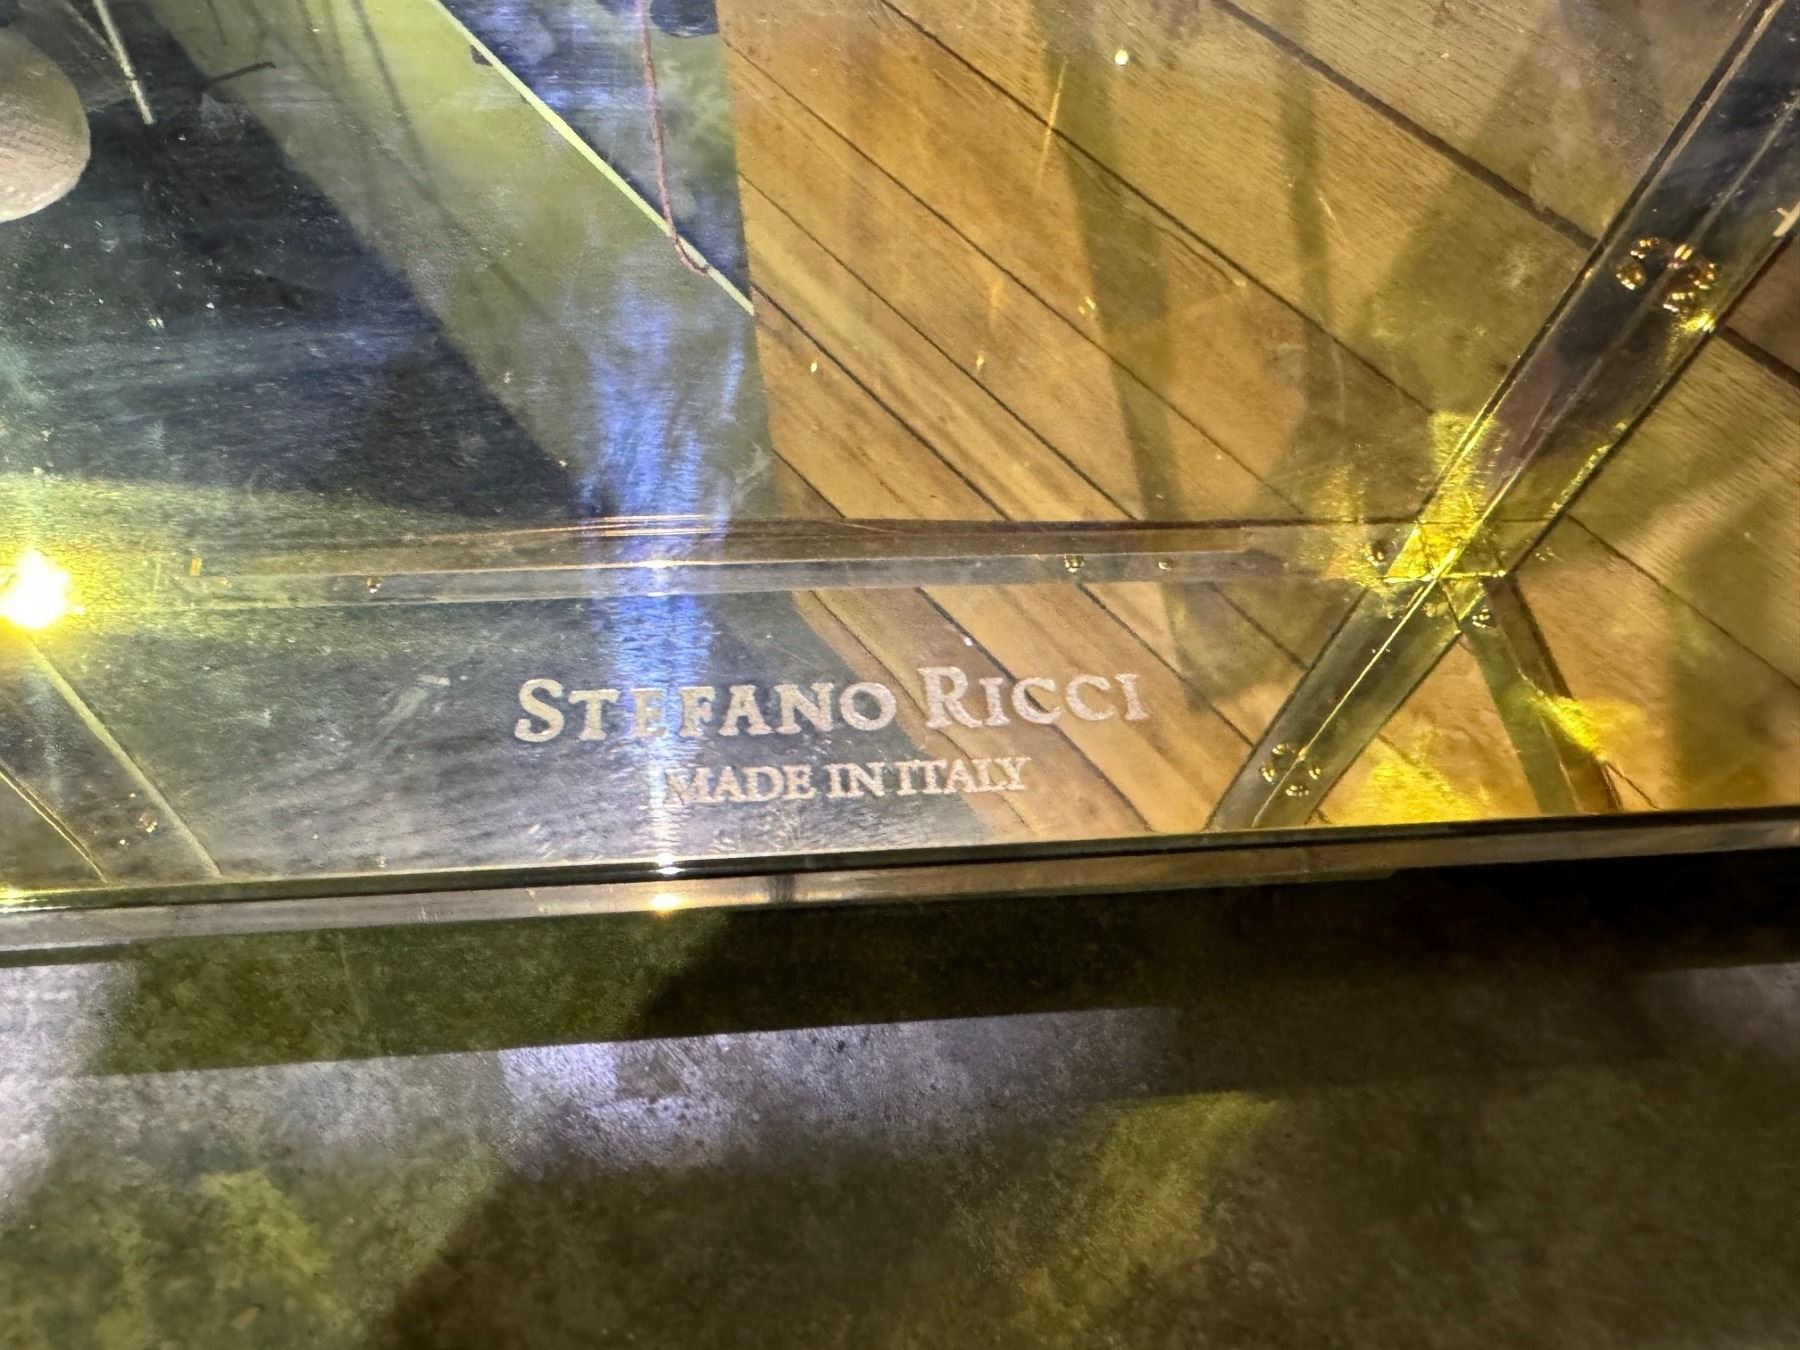 STEFANO RICCI
MADE IN ITALY